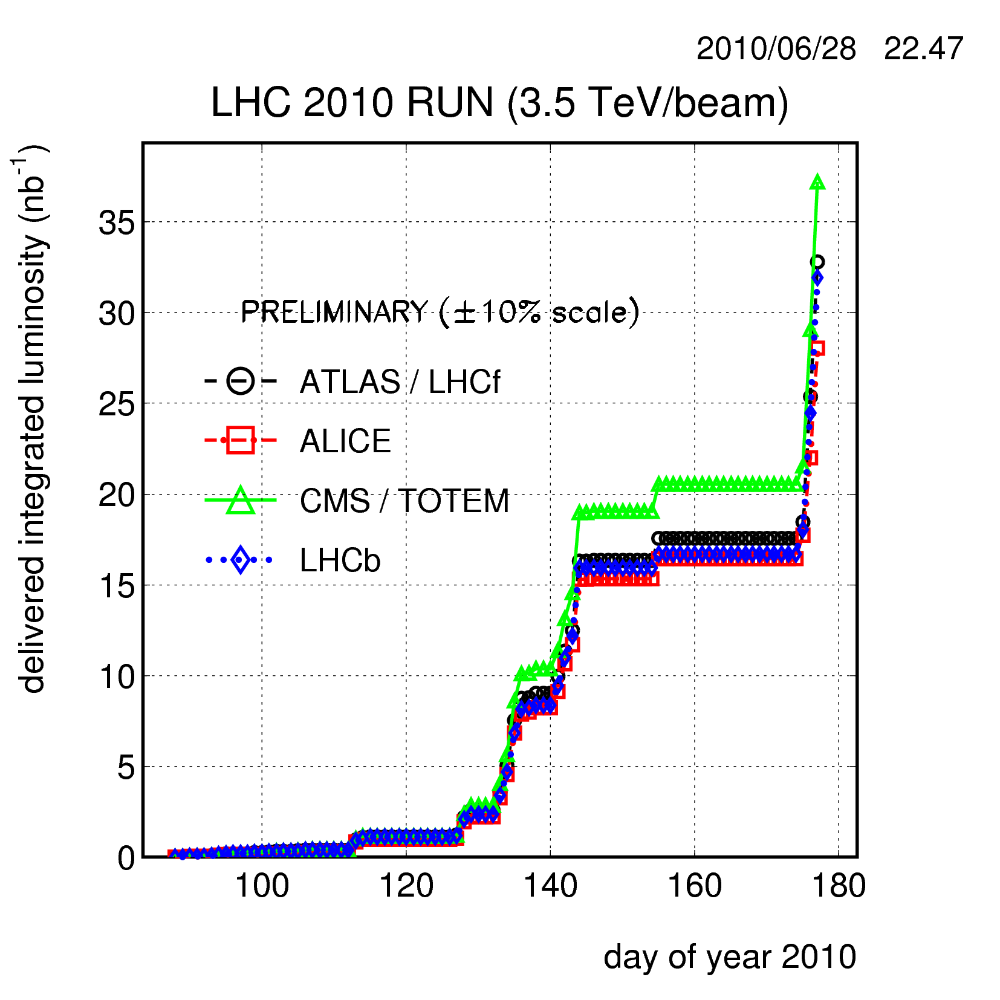 2010/06/28 22.47
LHC 2010 RUN (3.5 TeV/beam)
delivered integrated luminosity (nb⁻¹)
35
30
25
20
15
10
5
0
PRELIMINARY (±10% scale)
ATLAS / LHCf
ALICE
CMS / TOTEM
LHCb
100 120 140 160 180
day of year 2010